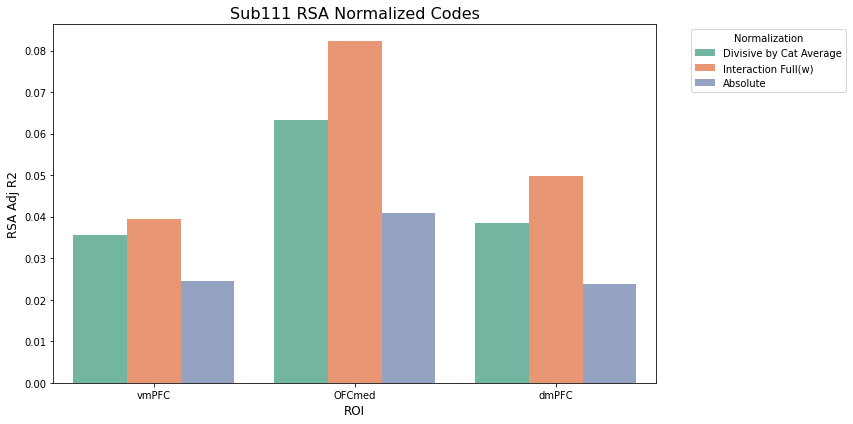 Sub111 RSA Normalized Codes
Normalization
Divisive by Cat Average
Interaction Full(w)
Absolute
RSA Adj R2
0.08
0.07
0.06
0.05
0.04
0.03
0.02
0.01
0.00
vmPFC
OFCmed
dmPFC
ROI